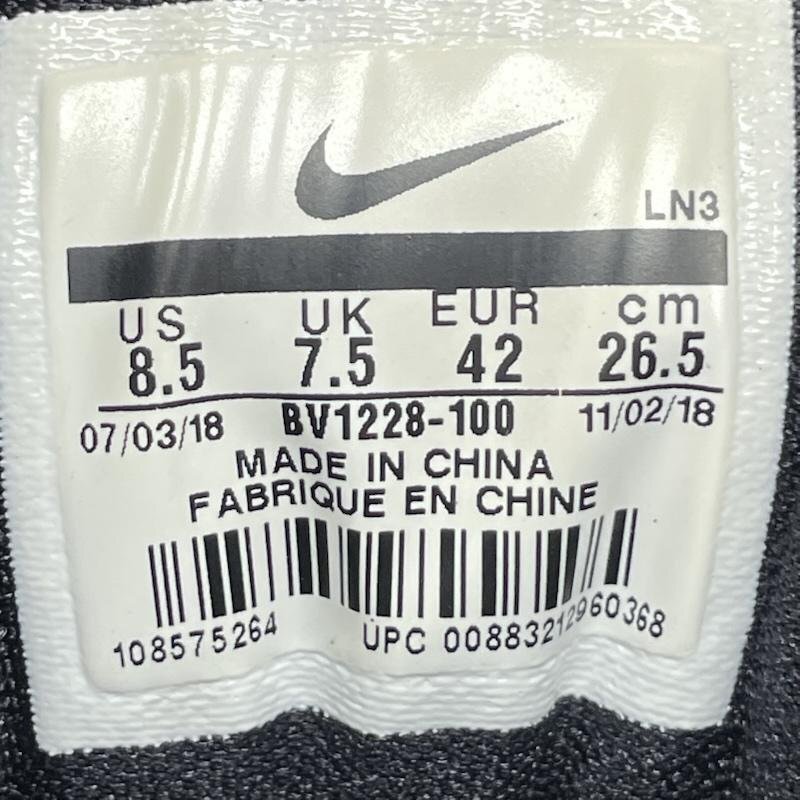 LN3
US UK EUR cm
8.5 7.5 42 26.5
07/03/18 BV1228-100 11/02/18
MADE IN CHINA
FABRIQUE EN CHINE
108575264 UPC 00883212960368